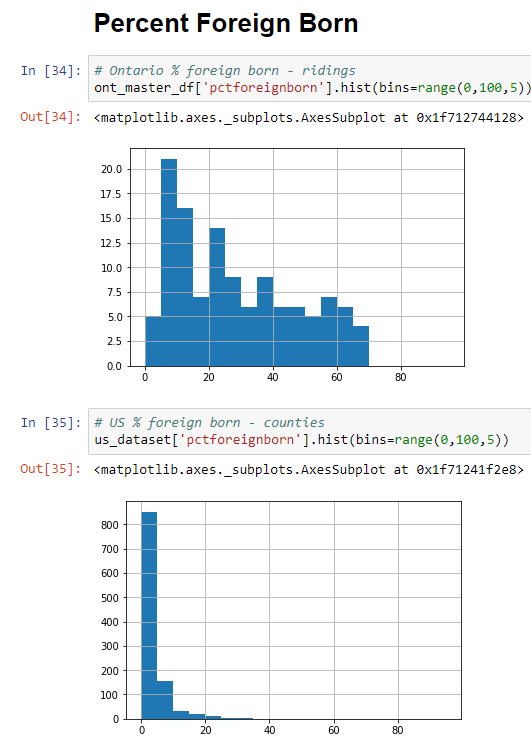 Percent Foreign Born
In [34]: # Ontario % foreign born - ridings
ont_master_df['pctforeignborn'].hist(bins=range(0,100,5))
Out[34]: <matplotlib.axes._subplots.AxesSubplot at 0x1f712744128>
20.0
17.5
15.0
12.5
10.0
7.5
5.0
2.5
0.0
0 20 40 60 80
In [35]: # US % foreign born - counties
us_dataset['pctforeignborn'].hist(bins=range(0,100,5))
Out[35]: <matplotlib.axes._subplots.AxesSubplot at 0x1f71241f2e8>
800
700
600
500
400
300
200
100
0
0 20 40 60 80